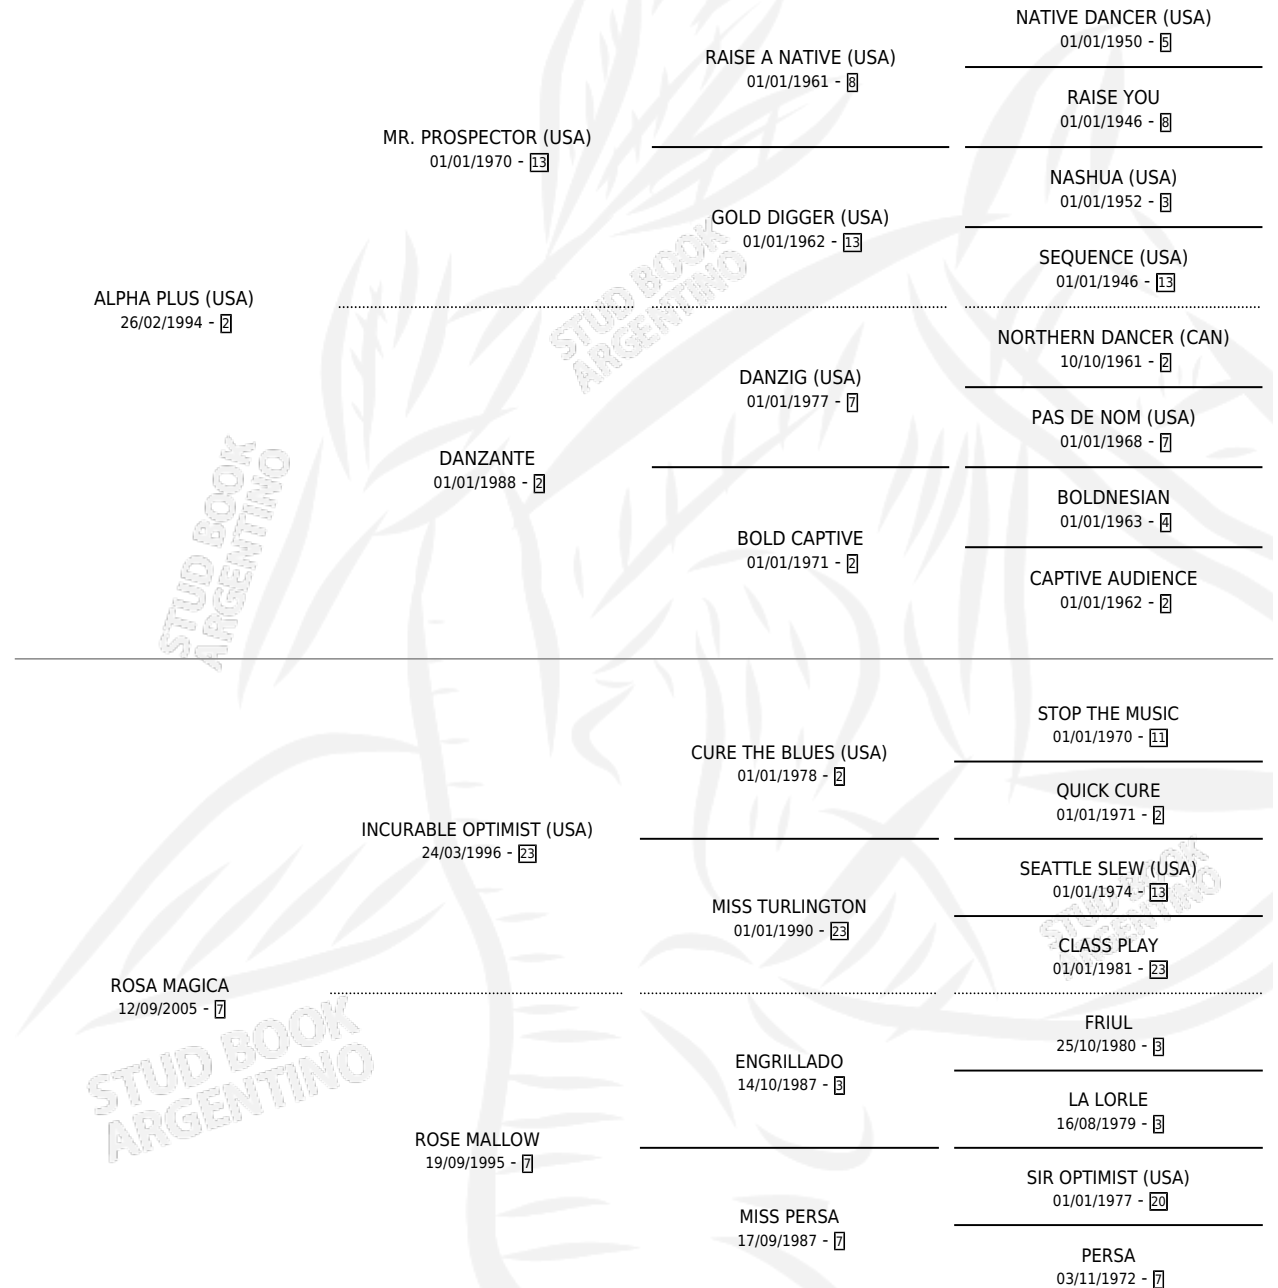 NATIVE DANCER (USA)
01/01/1950 - 5
RAISE A NATIVE (USA)
01/01/1961 - 8
RAISE YOU
01/01/1946 - 8
MR. PROSPECTOR (USA)
01/01/1970 - 13
NASHUA (USA)
01/01/1952 - 3
GOLD DIGGER (USA)
01/01/1962 - 13
SEQUENCE (USA)
01/01/1946 - 13
ALPHA PLUS (USA)
26/02/1994 - 2
NORTHERN DANCER (CAN)
10/10/1961 - 2
DANZIG (USA)
01/01/1977 - 7
PAS DE NOM (USA)
01/01/1968 - 7
DANZANTE
01/01/1988 - 2
BOLDNESIAN
01/01/1963 - 4
BOLD CAPTIVE
01/01/1971 - 2
CAPTIVE AUDIENCE
01/01/1962 - 2
STUD BOOK
ARGENTINO
STUD BOOK
ARGENTINO
STOP THE MUSIC
01/01/1970 - 11
CURE THE BLUES (USA)
01/01/1978 - 2
QUICK CURE
01/01/1971 - 2
INCURABLE OPTIMIST (USA)
24/03/1996 - 23
SEATTLE SLEW (USA)
01/01/1974 - 13
MISS TURLINGTON
01/01/1990 - 23
CLASS PLAY
01/01/1981 - 23
STUD BOOK
ARGENTINO
ROSA MAGICA
12/09/2005 - 7
FRIUL
25/10/1980 - 3
ENGRILLADO
14/10/1987 - 3
LA LORLE
16/08/1979 - 3
STUD BOOK
ARGENTINO
ROSE MALLOW
19/09/1995 - 7
SIR OPTIMIST (USA)
01/01/1977 - 20
MISS PERSA
17/09/1987 - 7
PERSA
03/11/1972 - 7